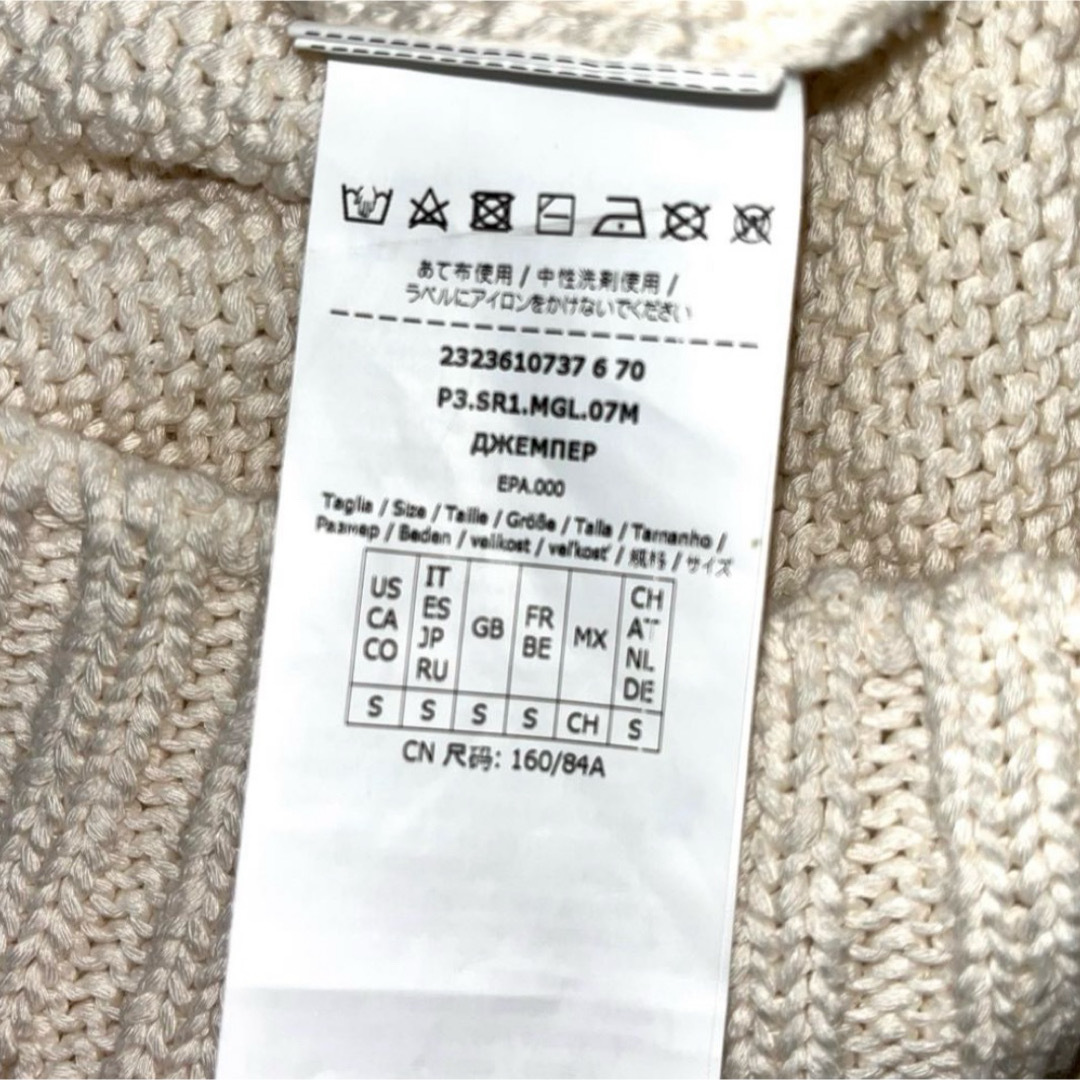 あて布使用 / 中性洗剤使用 /
ラベルにアイロンをかけないでください
2323610737 6 70
P3.SR1.MGL.07M
ДЖЕМПЕР
EPA.000
Taglia / Size / Taille / Größe / Talla / Tamanho /
Размер / Beden / velikost / veľkosť / 規格 / サイズ
US CA CO
IT ES JP RU
GB
FR BE
MX
CH AT NL DE
S S S S CH S
CN 尺码: 160/84A